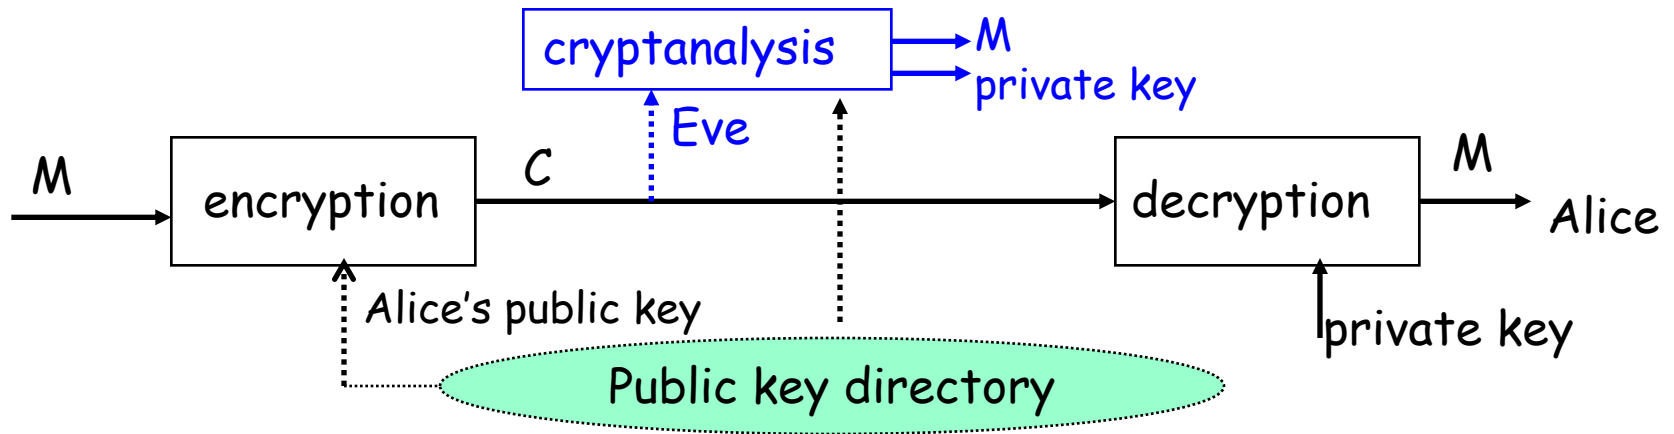 cryptanalysis
M
private key
Eve
M
encryption
C
decryption
M
Alice
Alice's public key
private key
Public key directory